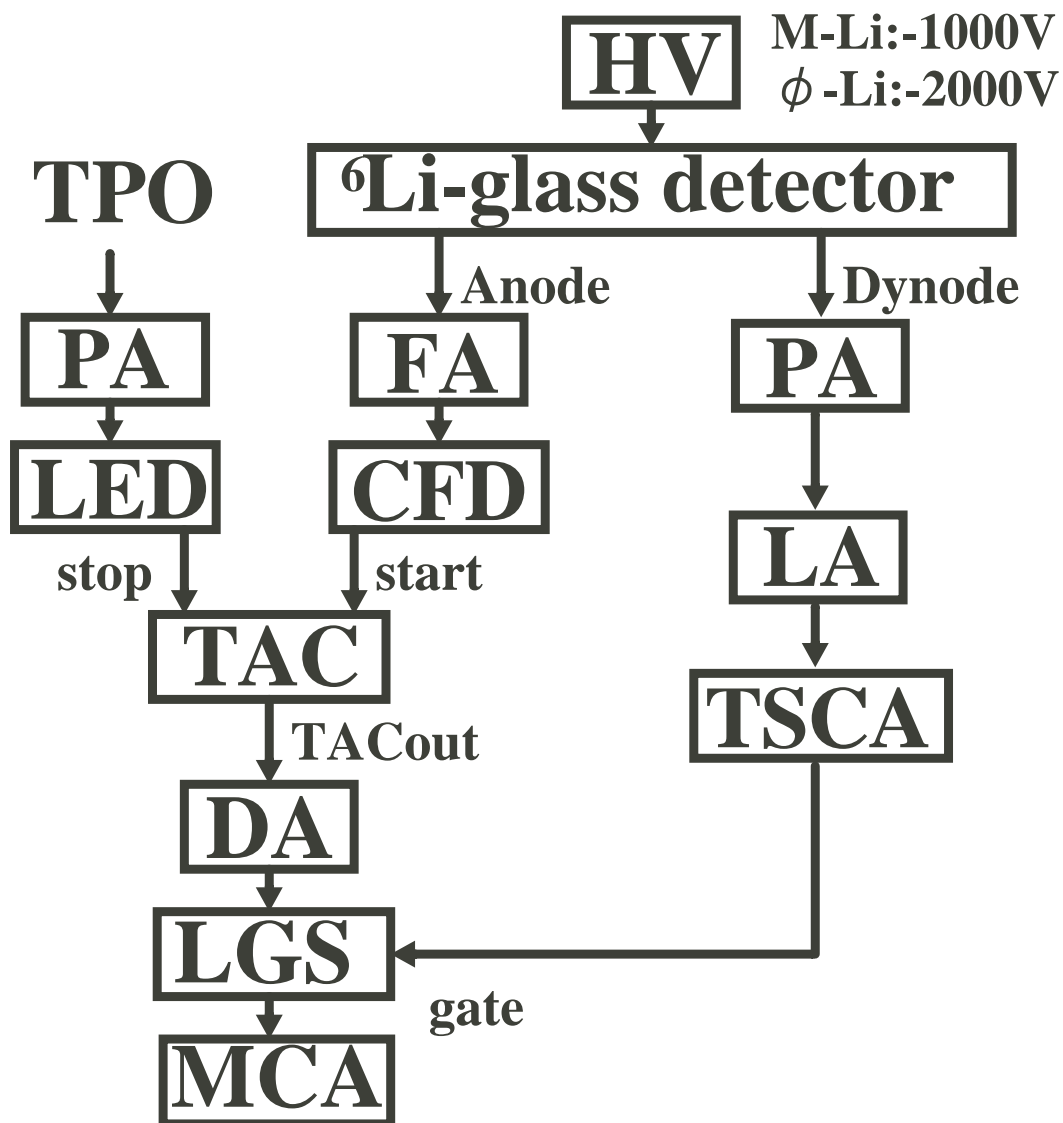 HV
M-Li:-1000V
ϕ-Li:-2000V
TPO
⁶Li-glass detector
Anode
Dynode
PA
FA
PA
LED
CFD
LA
stop
start
TAC
TSCA
TACout
DA
LGS
gate
MCA